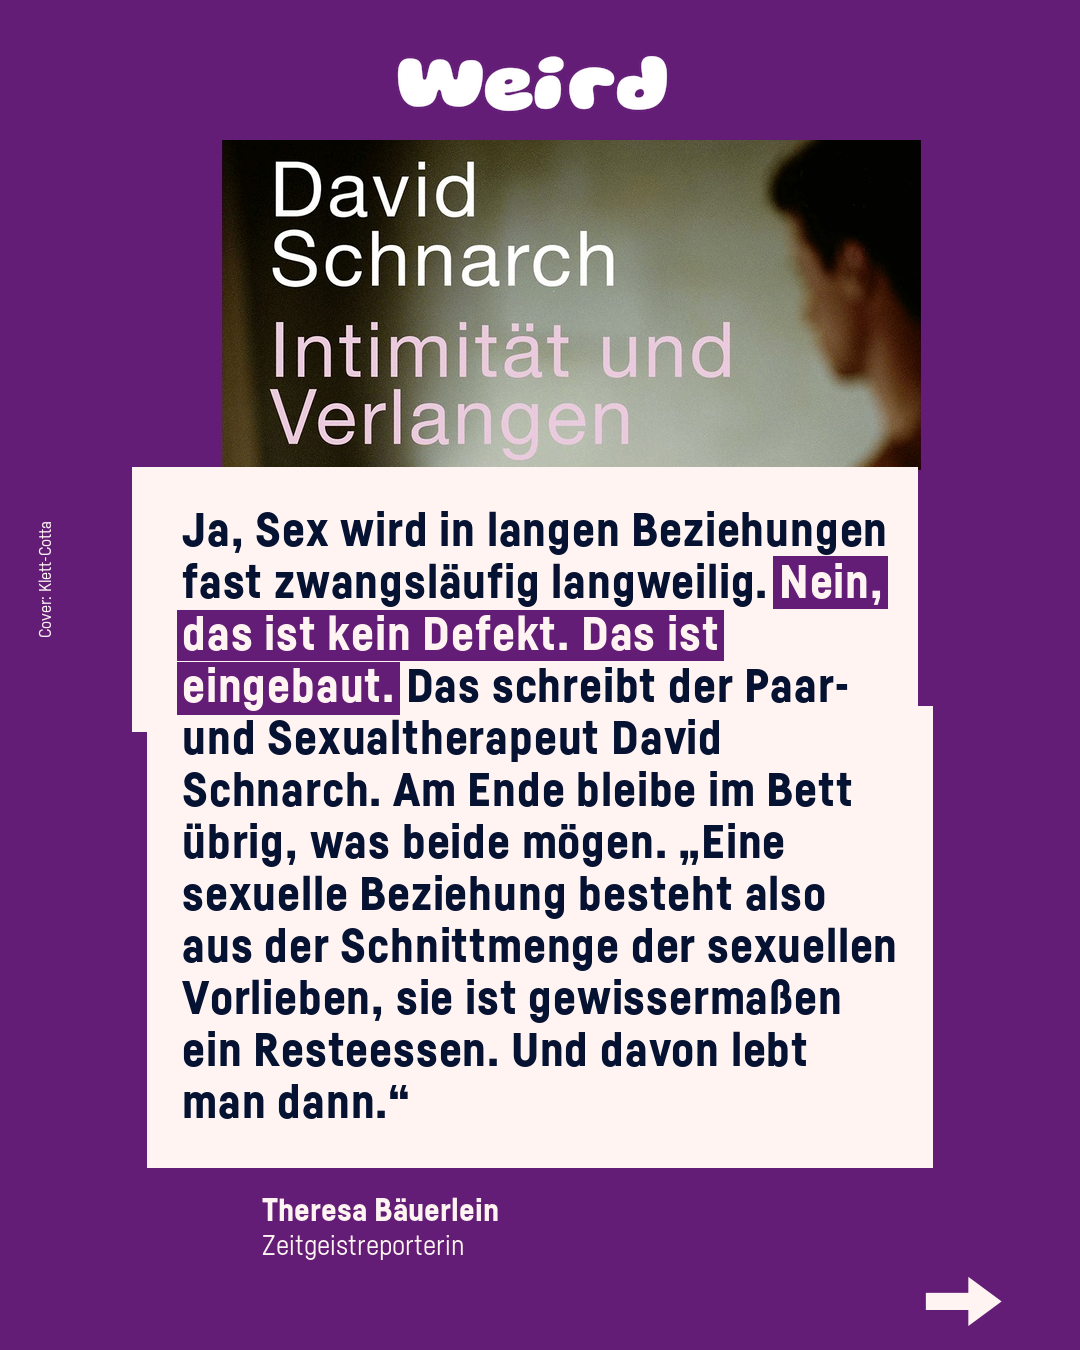 Weird
David
Schnarch
Intimität und
Verlangen
Cover: Klett-Cotta
Ja, Sex wird in langen Beziehungen
fast zwangsläufig langweilig. Nein,
das ist kein Defekt. Das ist
eingebaut. Das schreibt der Paar-
und Sexualtherapeut David
Schnarch. Am Ende bleibe im Bett
übrig, was beide mögen. „Eine
sexuelle Beziehung besteht also
aus der Schnittmenge der sexuellen
Vorlieben, sie ist gewissermaßen
ein Resteessen. Und davon lebt
man dann.“
Theresa Bäuerlein
Zeitgeistreporterin